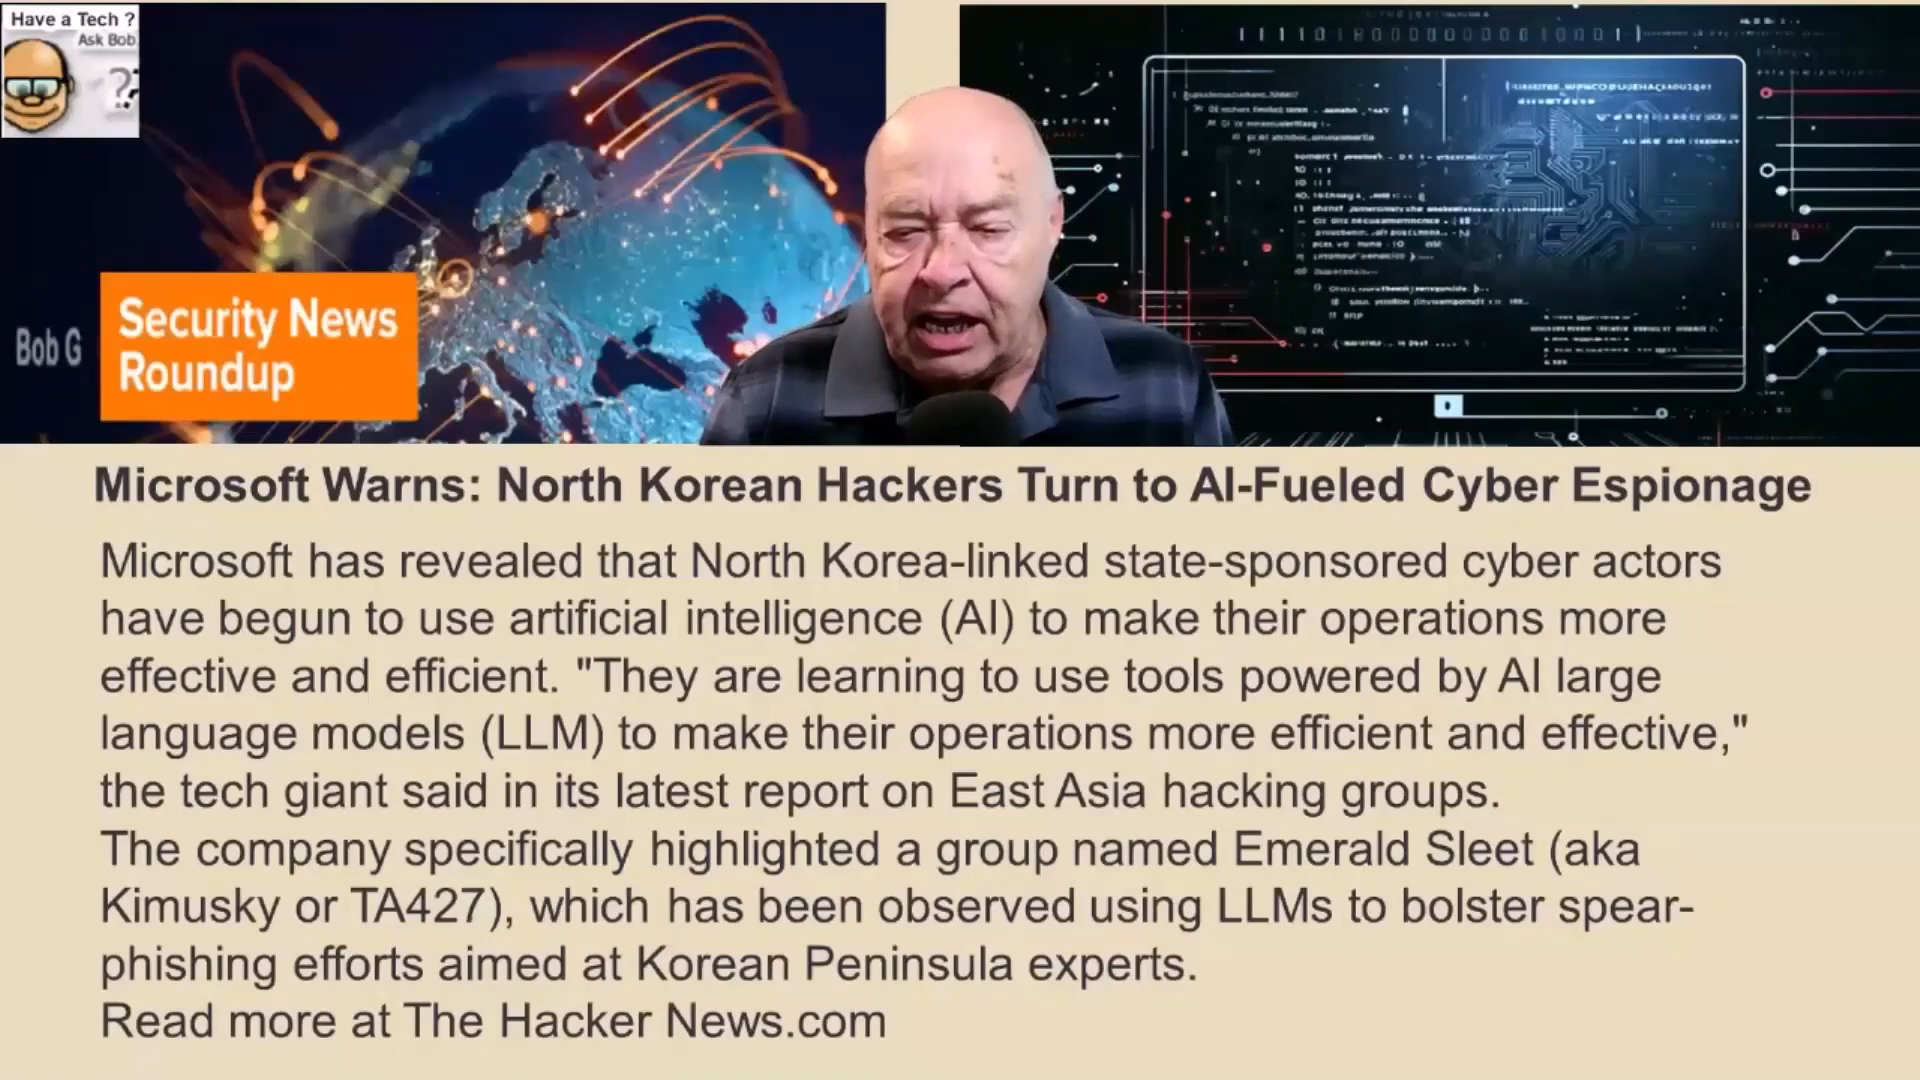 Have a Tech ?
Ask Bob
??
Bob G
Security News
Roundup
Microsoft Warns: North Korean Hackers Turn to AI-Fueled Cyber Espionage
Microsoft has revealed that North Korea-linked state-sponsored cyber actors
have begun to use artificial intelligence (AI) to make their operations more
effective and efficient. "They are learning to use tools powered by AI large
language models (LLM) to make their operations more efficient and effective,"
the tech giant said in its latest report on East Asia hacking groups.
The company specifically highlighted a group named Emerald Sleet (aka
Kimusky or TA427), which has been observed using LLMs to bolster spear-
phishing efforts aimed at Korean Peninsula experts.
Read more at The Hacker News.com